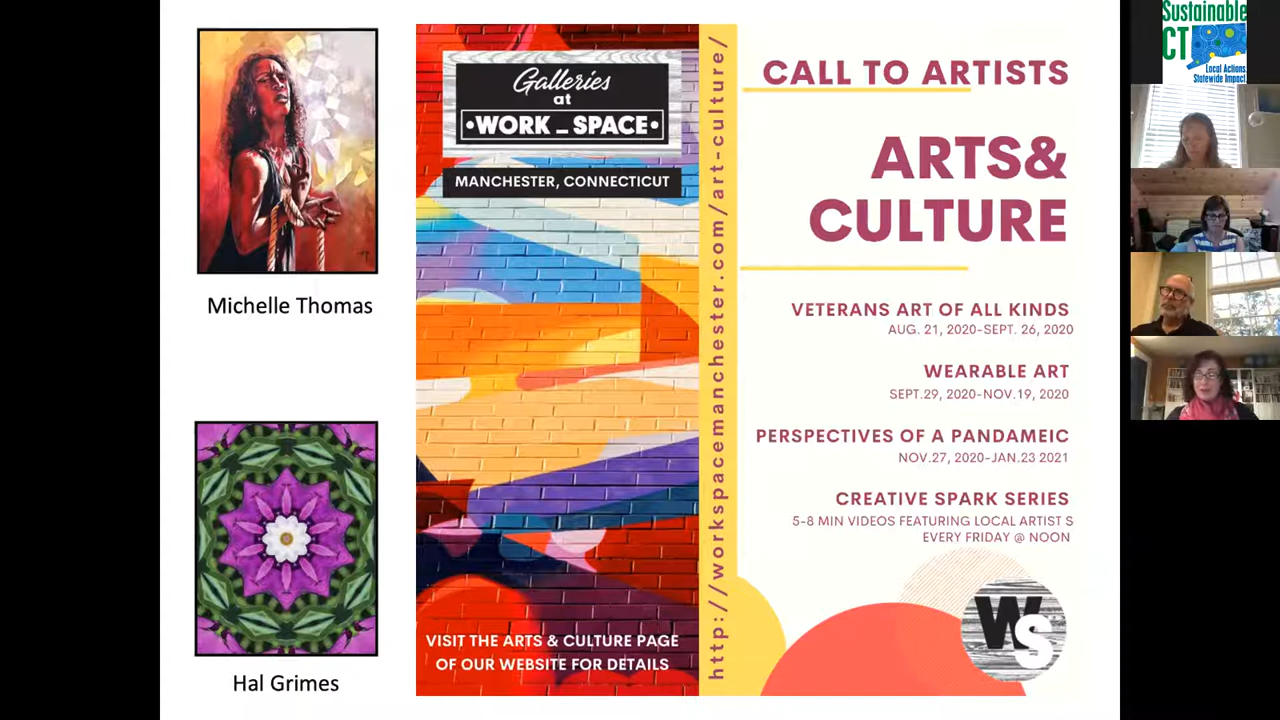 Michelle Thomas
Hal Grimes
Galleries
at
•WORK_SPACE•
MANCHESTER, CONNECTICUT
VISIT THE ARTS & CULTURE PAGE
OF OUR WEBSITE FOR DETAILS
http://workspacemanchester.com/art-culture/
CALL TO ARTISTS
ARTS&
CULTURE
VETERANS ART OF ALL KINDS
AUG. 21, 2020-SEPT. 26, 2020
WEARABLE ART
SEPT.29, 2020-NOV.19, 2020
PERSPECTIVES OF A PANDAMEIC
NOV.27, 2020-JAN.23 2021
CREATIVE SPARK SERIES
5-8 MIN VIDEOS FEATURING LOCAL ARTIST S
EVERY FRIDAY @ NOON
WS
Sustainable
CT
Local Actions.
Statewide Impact.